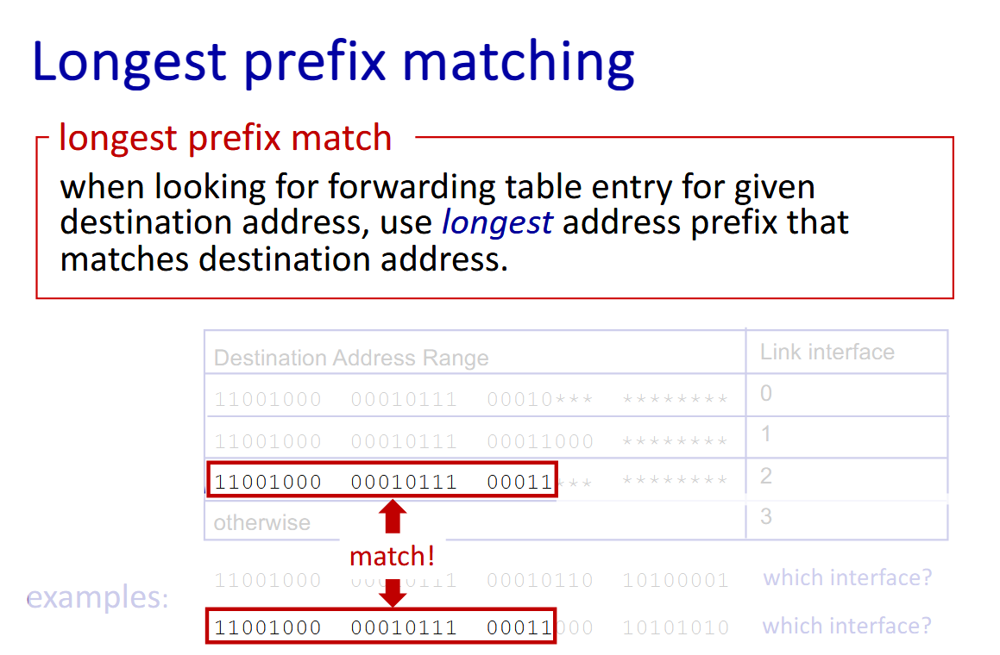 Longest prefix matching
longest prefix match
when looking for forwarding table entry for given
destination address, use longest address prefix that
matches destination address.
Destination Address Range Link interface
11001000 00010111 00010*** ******** 0
11001000 00010111 00011000 ******** 1
11001000 00010111 00011*** ******** 2
otherwise 3
match!
11001000 00010111 00010110 10100001 which interface?
examples:
11001000 00010111 00011000 10101010 which interface?